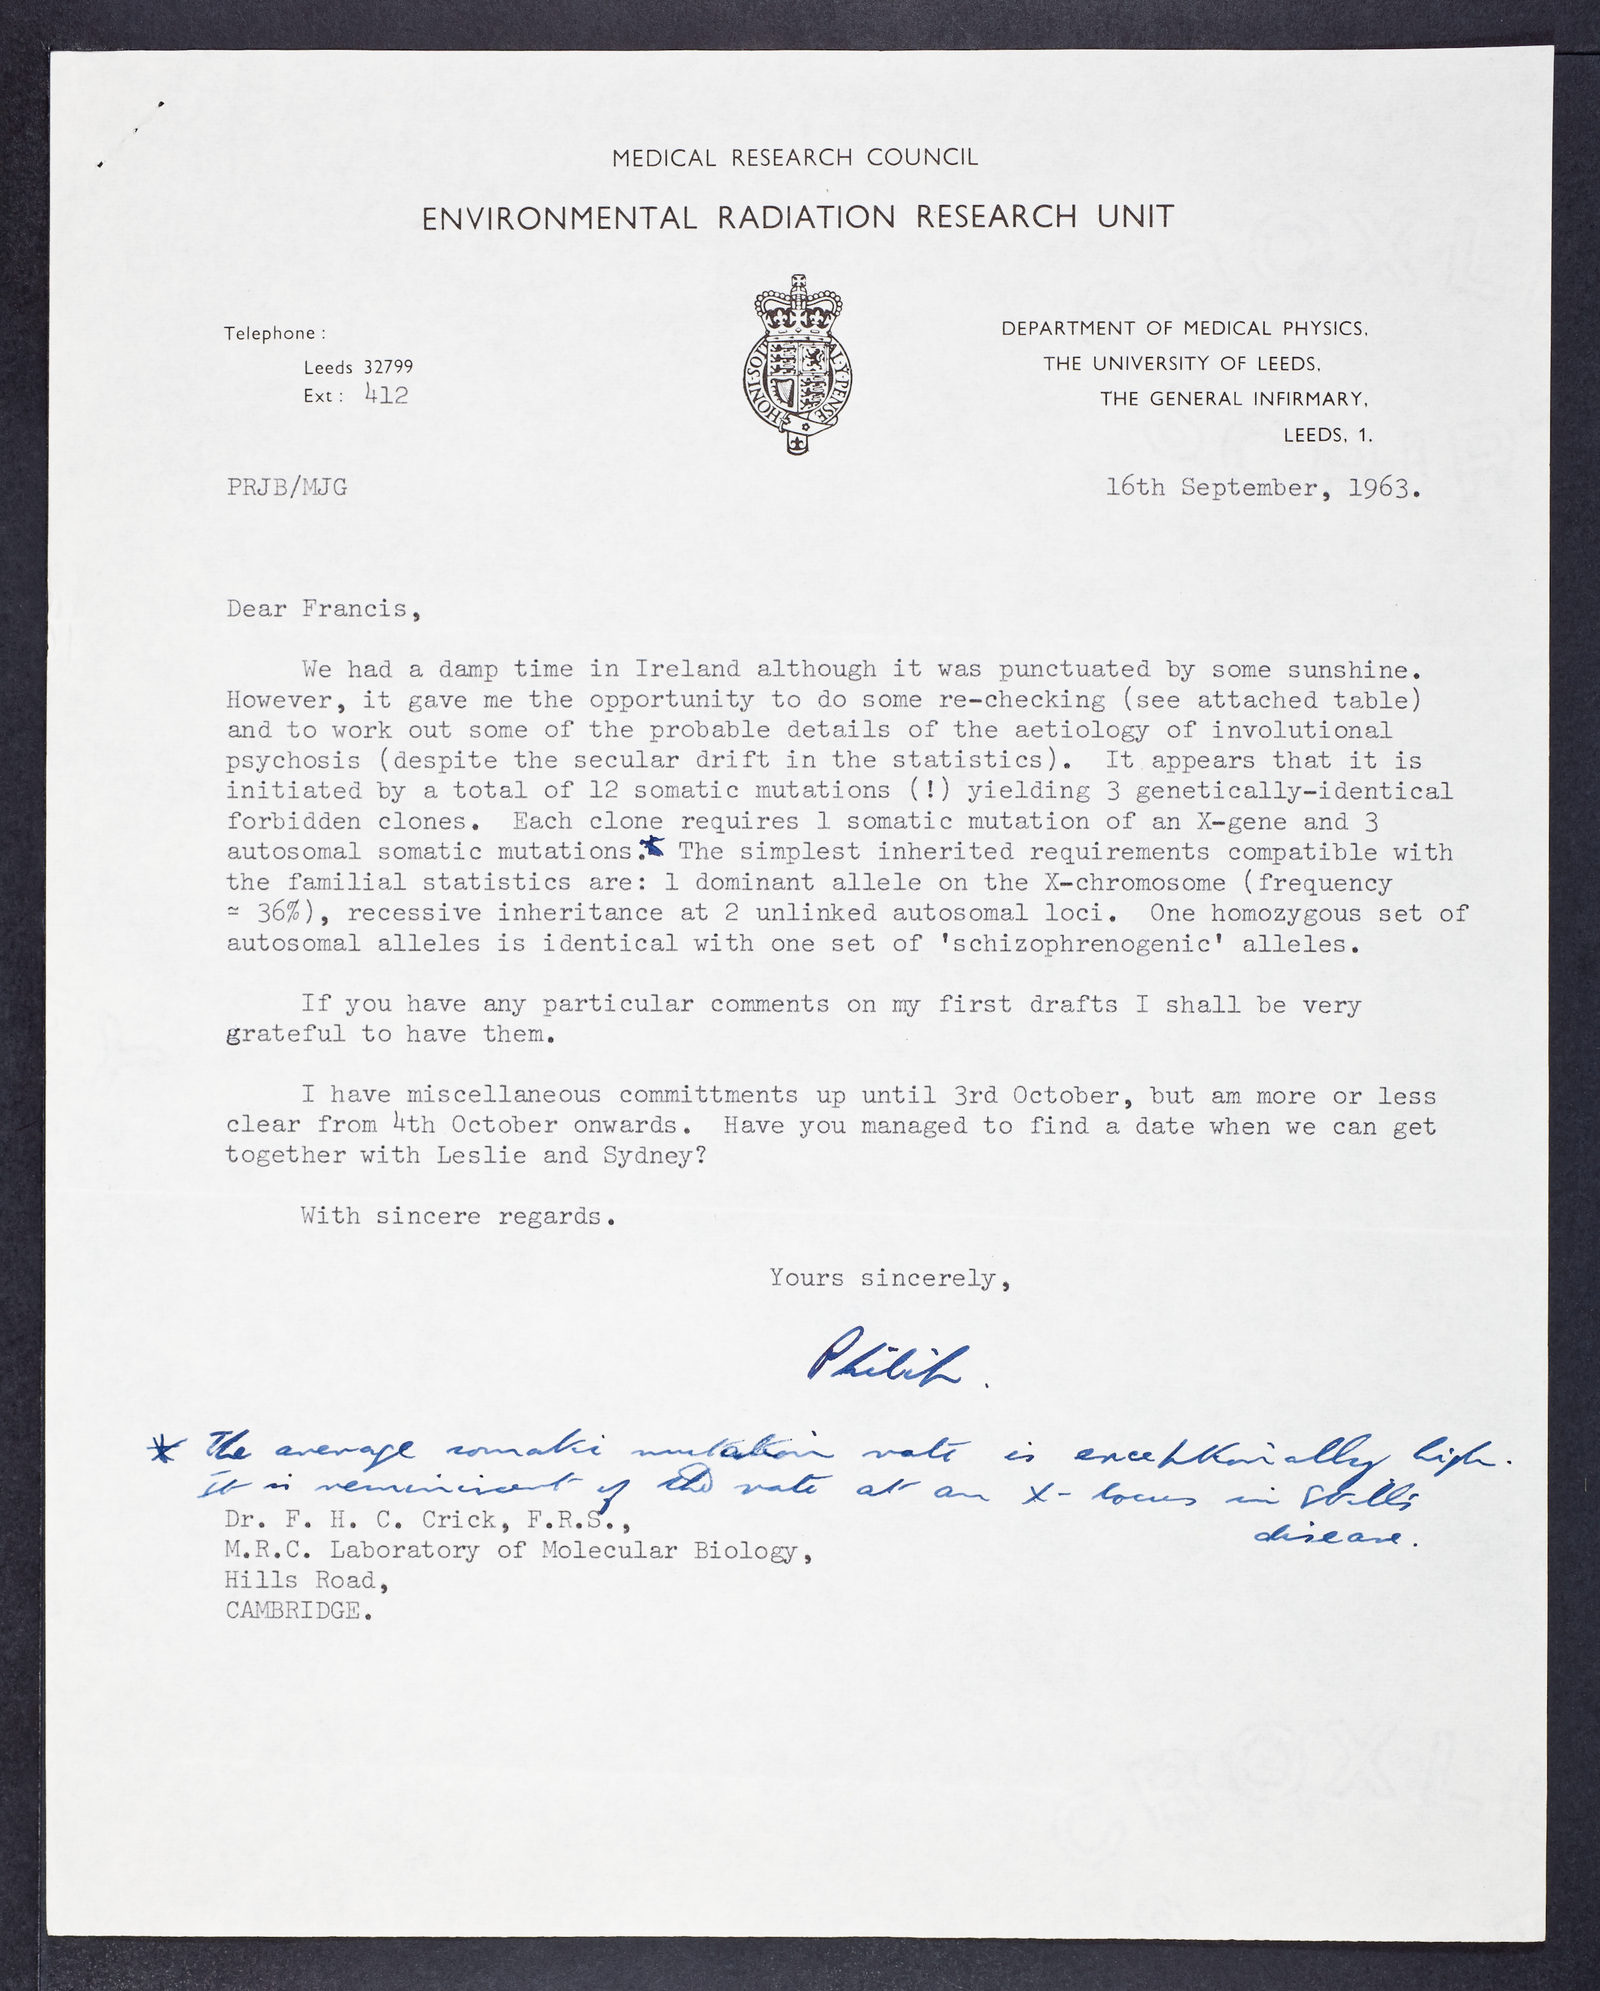 MEDICAL RESEARCH COUNCIL
ENVIRONMENTAL RADIATION RESEARCH UNIT
Telephone :
Leeds 32799
Ext : 412
HONI·SOIT AL·Y·PENSE
DEPARTMENT OF MEDICAL PHYSICS,
THE UNIVERSITY OF LEEDS,
THE GENERAL INFIRMARY,
LEEDS, 1.
PRJB/MJG
16th September, 1963.
Dear Francis,
We had a damp time in Ireland although it was punctuated by some sunshine.
However, it gave me the opportunity to do some re-checking (see attached table)
and to work out some of the probable details of the aetiology of involutional
psychosis (despite the secular drift in the statistics). It appears that it is
initiated by a total of 12 somatic mutations (!) yielding 3 genetically-identical
forbidden clones. Each clone requires 1 somatic mutation of an X-gene and 3
autosomal somatic mutations.* The simplest inherited requirements compatible with
the familial statistics are: 1 dominant allele on the X-chromosome (frequency
≃ 36%), recessive inheritance at 2 unlinked autosomal loci. One homozygous set of
autosomal alleles is identical with one set of 'schizophrenogenic' alleles.
If you have any particular comments on my first drafts I shall be very
grateful to have them.
I have miscellaneous committments up until 3rd October, but am more or less
clear from 4th October onwards. Have you managed to find a date when we can get
together with Leslie and Sydney?
With sincere regards.
Yours sincerely,
Philip.
* The average somatic mutation rate is exceptionally high.
It is reminiscent of the rate at an X-locus in Still's
disease.
Dr. F. H. C. Crick, F.R.S.,
M.R.C. Laboratory of Molecular Biology,
Hills Road,
CAMBRIDGE.